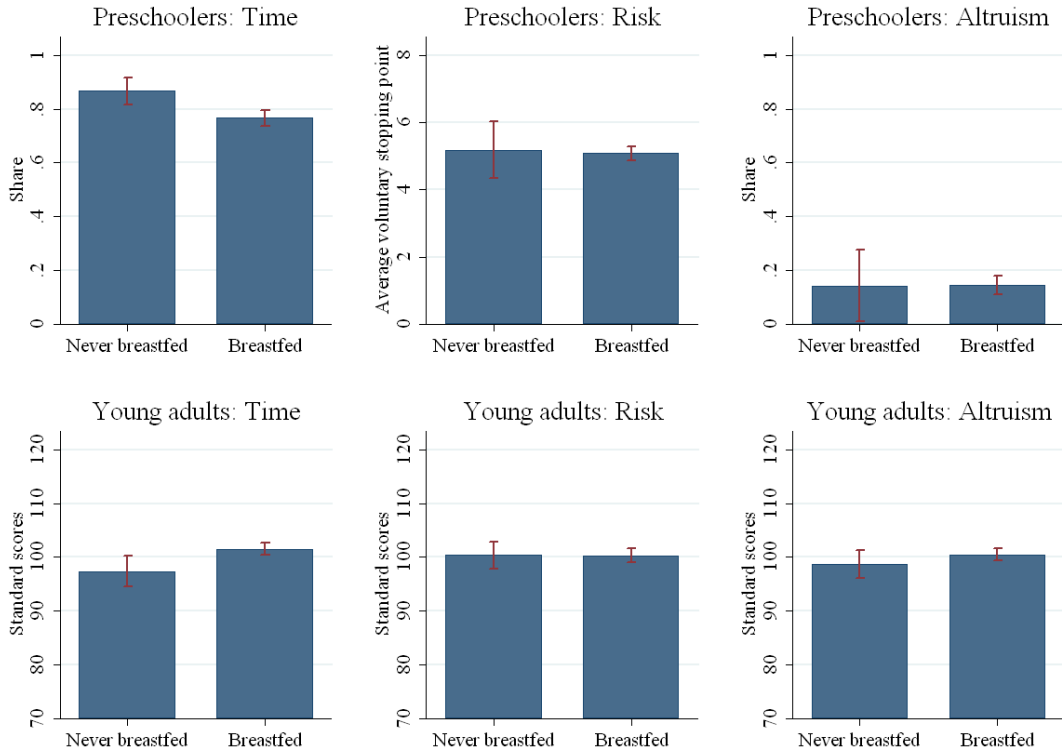 Preschoolers: Time
Share
0 .2 .4 .6 .8 1
Never breastfed Breastfed
Preschoolers: Risk
Average voluntary stopping point
0 2 4 6 8
Never breastfed Breastfed
Preschoolers: Altruism
Share
0 .2 .4 .6 .8 1
Never breastfed Breastfed
Young adults: Time
Standard scores
70 80 90 100 110 120
Never breastfed Breastfed
Young adults: Risk
Standard scores
70 80 90 100 110 120
Never breastfed Breastfed
Young adults: Altruism
Standard scores
70 80 90 100 110 120
Never breastfed Breastfed